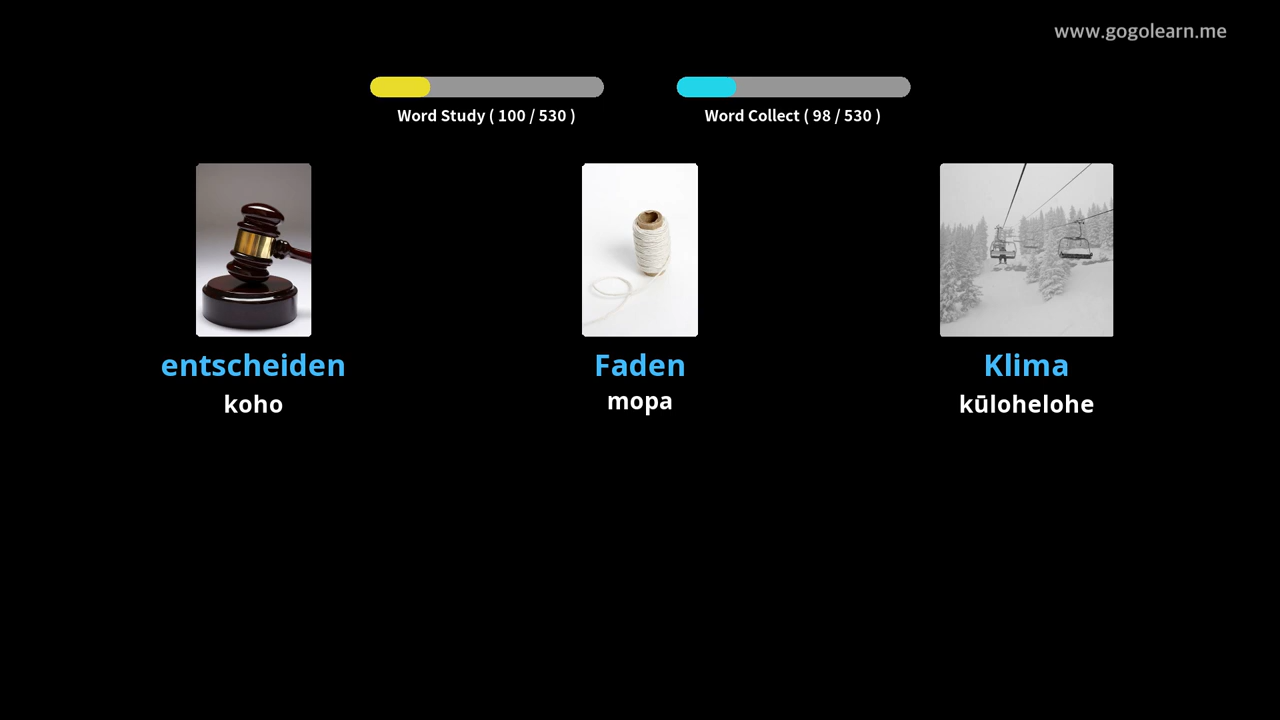 www.gogolearn.me
Word Study ( 100 / 530 )
Word Collect ( 98 / 530 )
entscheiden
koho
Faden
mopa
Klima
kūlohelohe